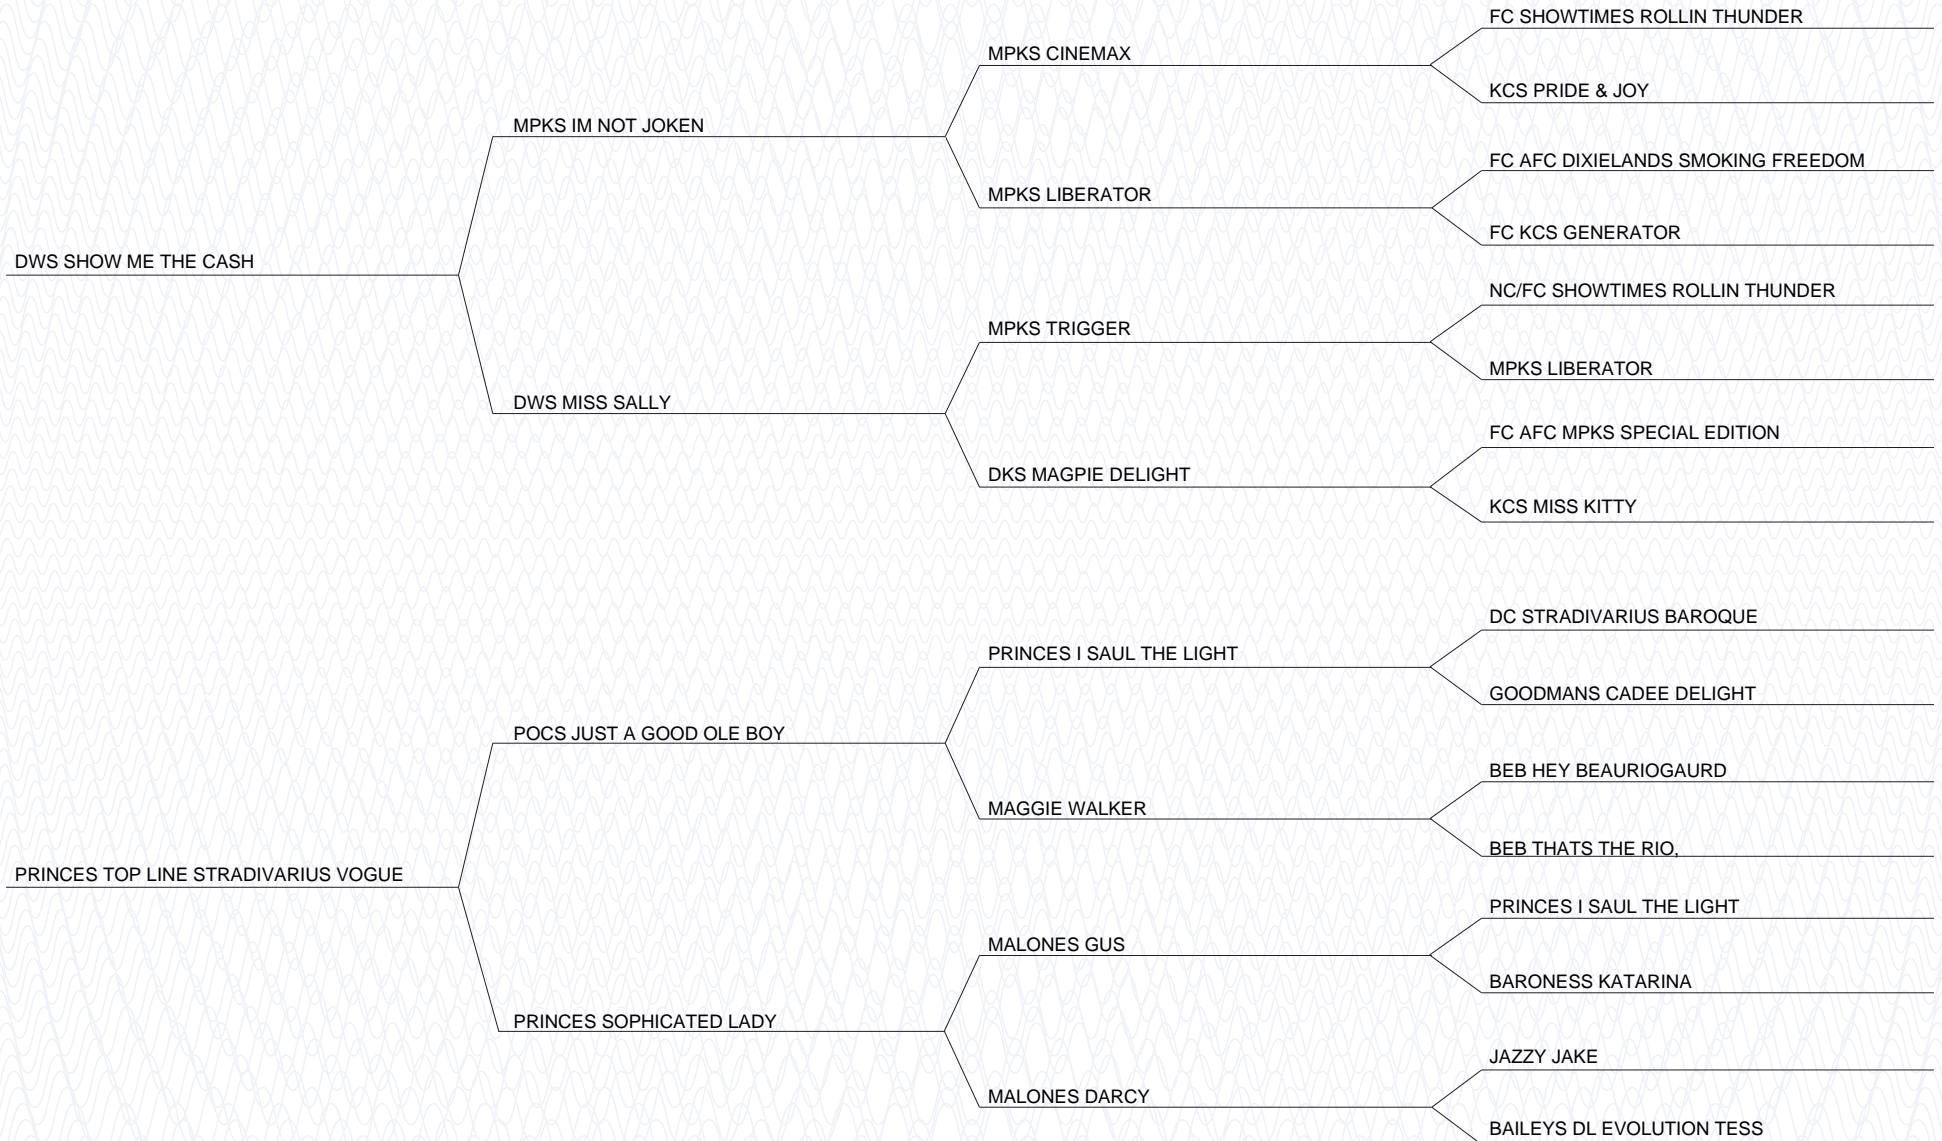 FC SHOWTIMES ROLLIN THUNDER
MPKS CINEMAX
KCS PRIDE & JOY
MPKS IM NOT JOKEN
FC AFC DIXIELANDS SMOKING FREEDOM
MPKS LIBERATOR
FC KCS GENERATOR
DWS SHOW ME THE CASH
NC/FC SHOWTIMES ROLLIN THUNDER
MPKS TRIGGER
MPKS LIBERATOR
DWS MISS SALLY
FC AFC MPKS SPECIAL EDITION
DKS MAGPIE DELIGHT
KCS MISS KITTY
DC STRADIVARIUS BAROQUE
PRINCES I SAUL THE LIGHT
GOODMANS CADEE DELIGHT
POCS JUST A GOOD OLE BOY
BEB HEY BEAURIOGAURD
MAGGIE WALKER
BEB THATS THE RIO,
PRINCES TOP LINE STRADIVARIUS VOGUE
PRINCES I SAUL THE LIGHT
MALONES GUS
BARONESS KATARINA
PRINCES SOPHICATED LADY
JAZZY JAKE
MALONES DARCY
BAILEYS DL EVOLUTION TESS